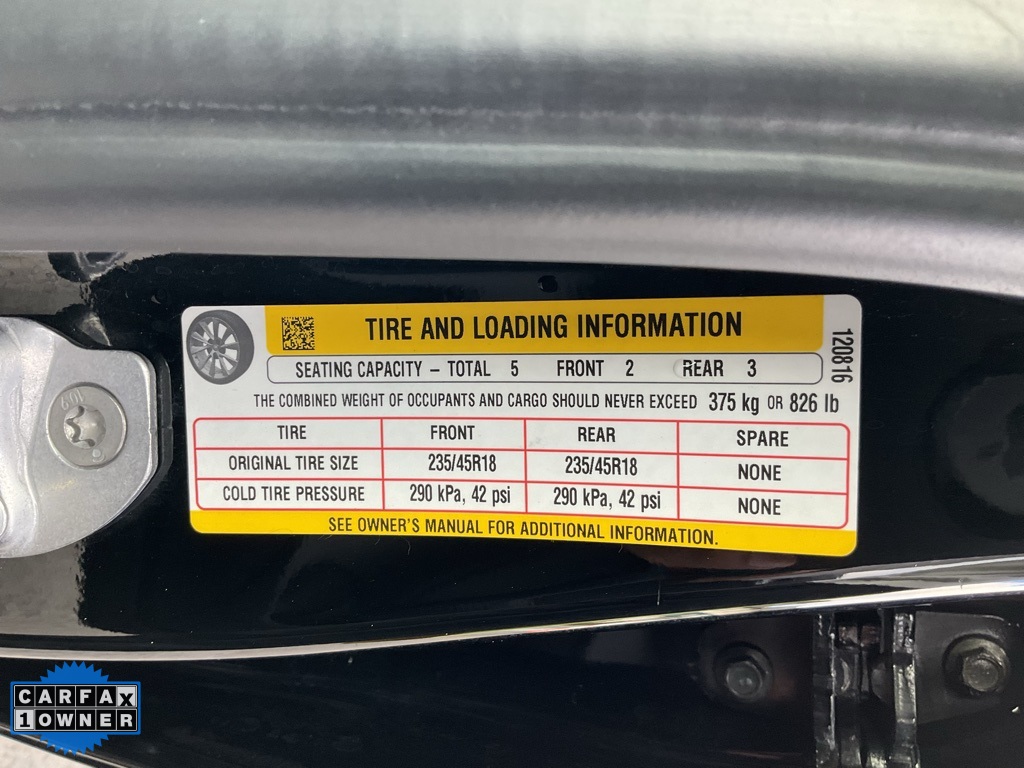 TIRE AND LOADING INFORMATION
SEATING CAPACITY – TOTAL 5 FRONT 2 REAR 3
THE COMBINED WEIGHT OF OCCUPANTS AND CARGO SHOULD NEVER EXCEED 375 kg OR 826 lb
120816
TIRE FRONT REAR SPARE
ORIGINAL TIRE SIZE 235/45R18 235/45R18 NONE
COLD TIRE PRESSURE 290 kPa, 42 psi 290 kPa, 42 psi NONE
SEE OWNER'S MANUAL FOR ADDITIONAL INFORMATION.
CARFAX
1 OWNER